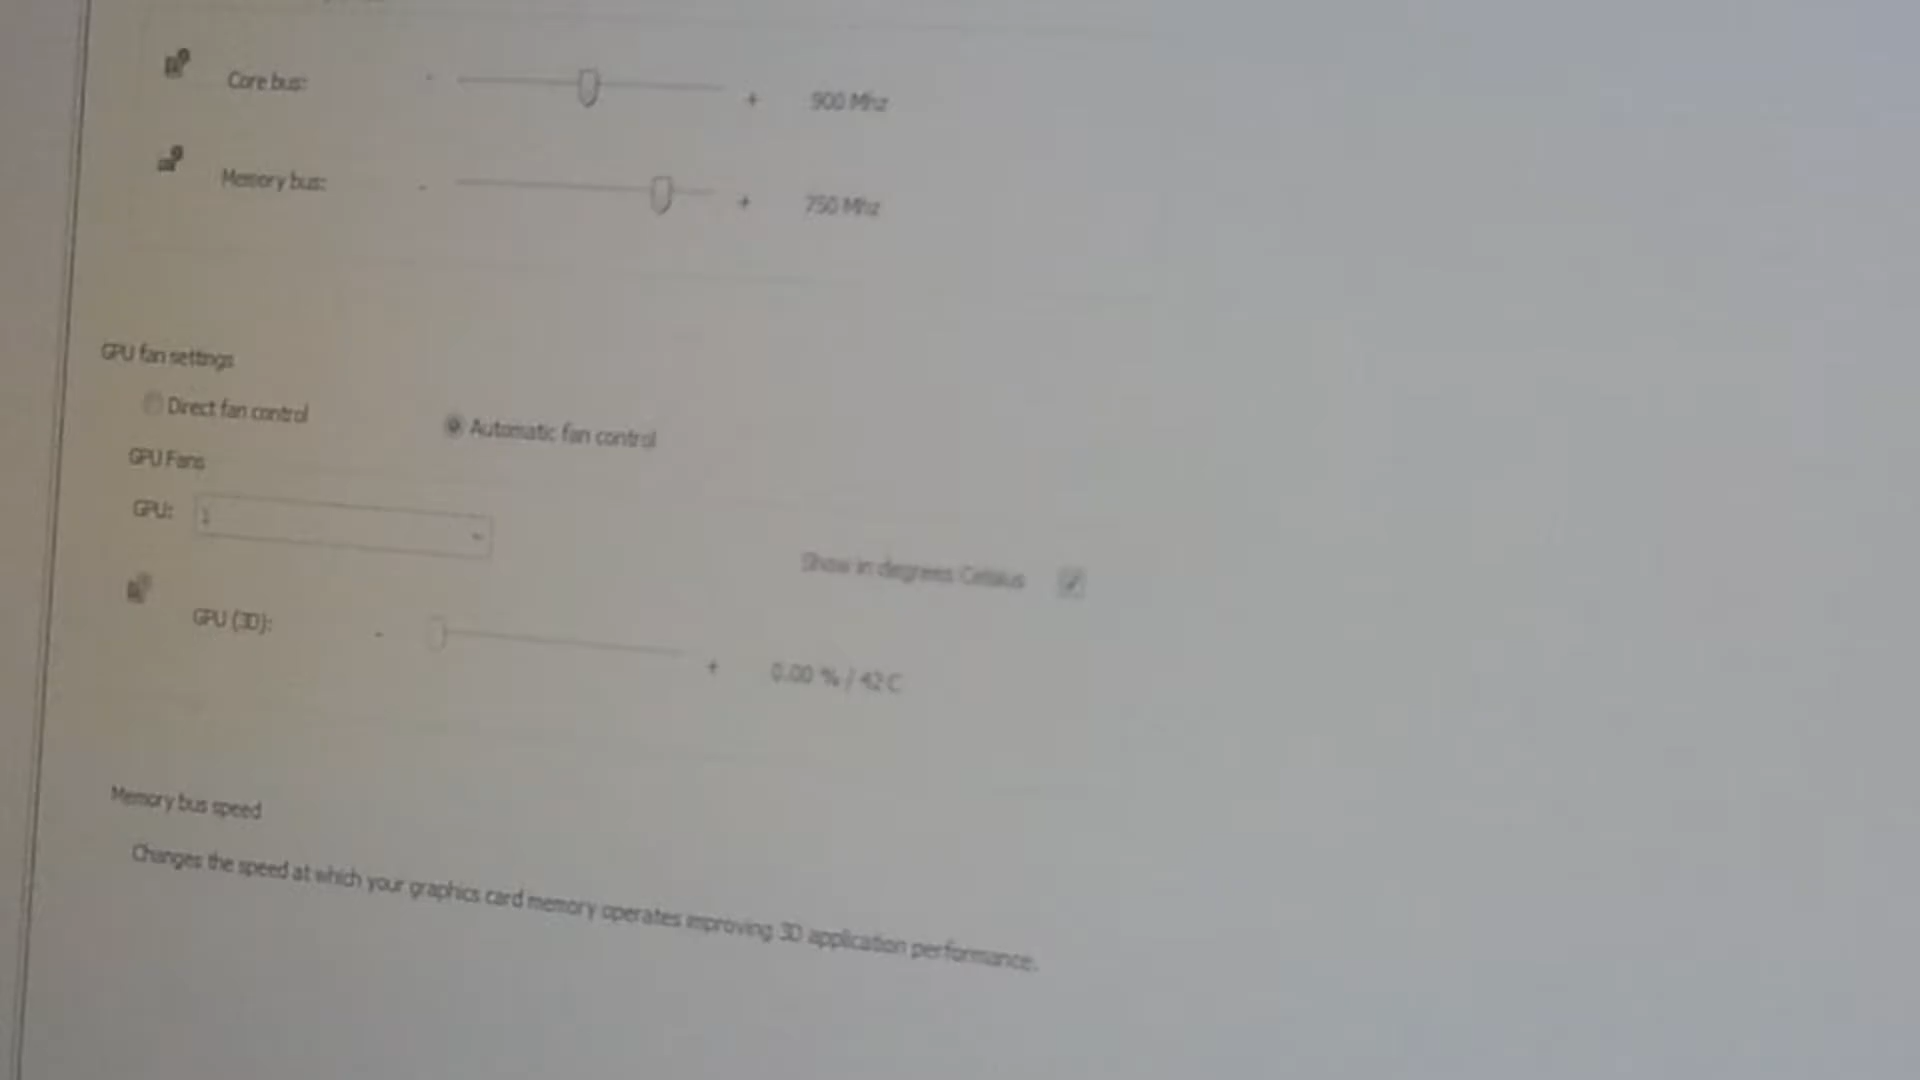 Core bus: - + 900 Mhz
Memory bus: - + 750 Mhz
GPU fan settings
Direct fan control Automatic fan control
GPU Fans
GPU: 1
Show in degrees Celsius
GPU (3D): - + 0.00 % / 42 C
Memory bus speed
Changes the speed at which your graphics card memory operates improving 3D application performance.